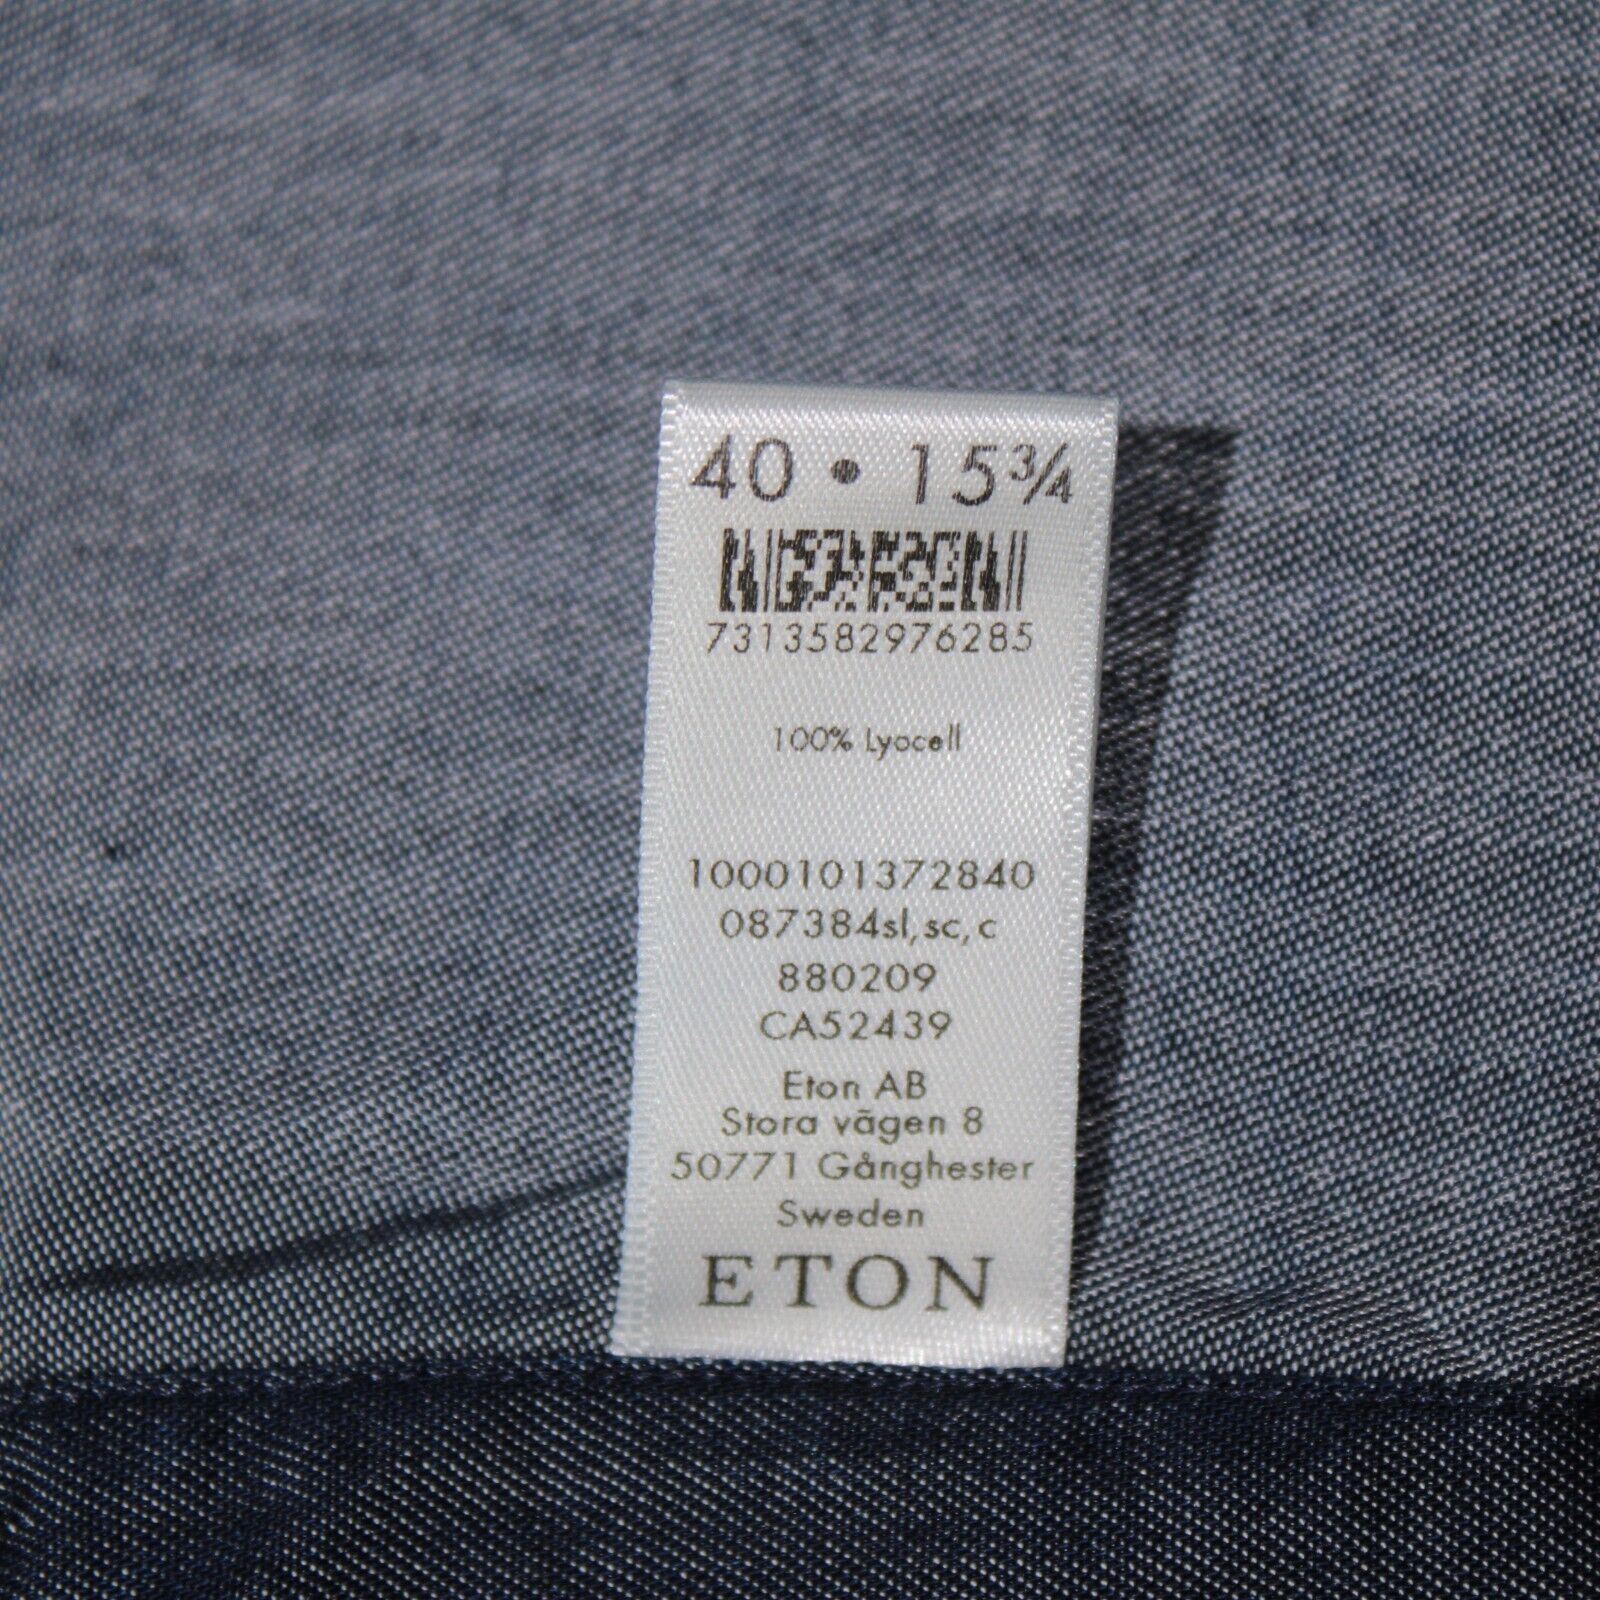 40 • 15¾
7313582976285
100% Lyocell
1000101372840
087384sl,sc,c
880209
CA52439
Eton AB
Stora vägen 8
50771 Gånghester
Sweden
ETON